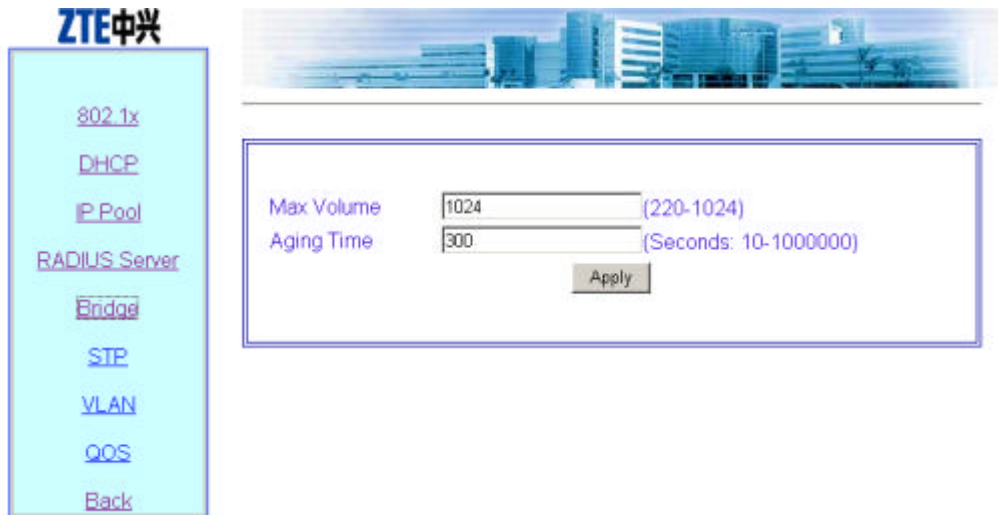 ZTE中兴
802.1x
DHCP
IP Pool
RADIUS Server
Bridge
STP
VLAN
QOS
Back
Max Volume 1024 (220-1024)
Aging Time 300 (Seconds: 10-1000000)
Apply